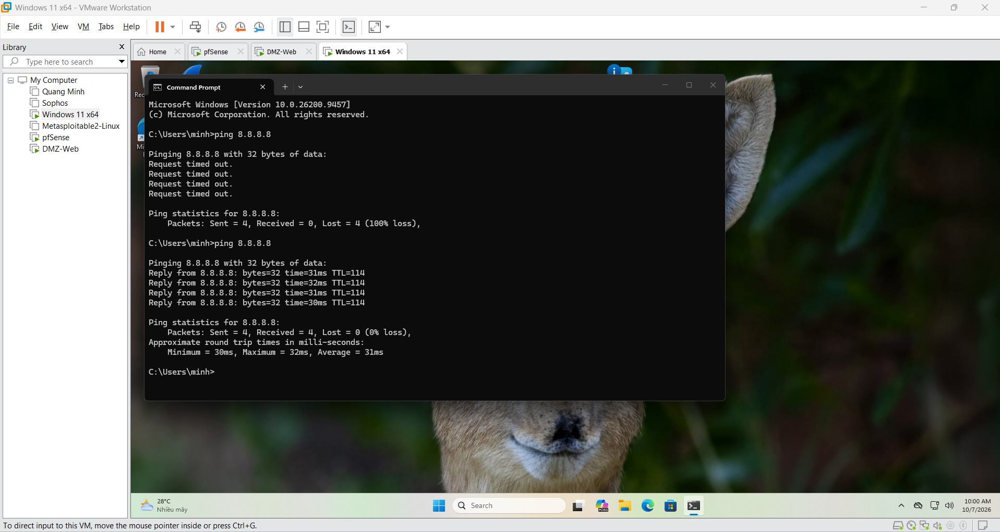 Windows 11 x64 - VMware Workstation
File Edit View VM Tabs Help
Library
Type here to search
My Computer
Quang Minh
Sophos
Windows 11 x64
Metasploitable2-Linux
pfSense
DMZ-Web
Home
pfSense
DMZ-Web
Windows 11 x64
Rec
Mi
Command Prompt
Microsoft Windows [Version 10.0.26200.9457]
(c) Microsoft Corporation. All rights reserved.
C:\Users\minh>ping 8.8.8.8
Pinging 8.8.8.8 with 32 bytes of data:
Request timed out.
Request timed out.
Request timed out.
Request timed out.
Ping statistics for 8.8.8.8:
Packets: Sent = 4, Received = 0, Lost = 4 (100% loss),
C:\Users\minh>ping 8.8.8.8
Pinging 8.8.8.8 with 32 bytes of data:
Reply from 8.8.8.8: bytes=32 time=31ms TTL=114
Reply from 8.8.8.8: bytes=32 time=32ms TTL=114
Reply from 8.8.8.8: bytes=32 time=31ms TTL=114
Reply from 8.8.8.8: bytes=32 time=30ms TTL=114
Ping statistics for 8.8.8.8:
Packets: Sent = 4, Received = 4, Lost = 0 (0% loss),
Approximate round trip times in milli-seconds:
Minimum = 30ms, Maximum = 32ms, Average = 31ms
C:\Users\minh>
28°C
Nhiều mây
Search
M365
10:00 AM
10/7/2026
To direct input to this VM, move the mouse pointer inside or press Ctrl+G.